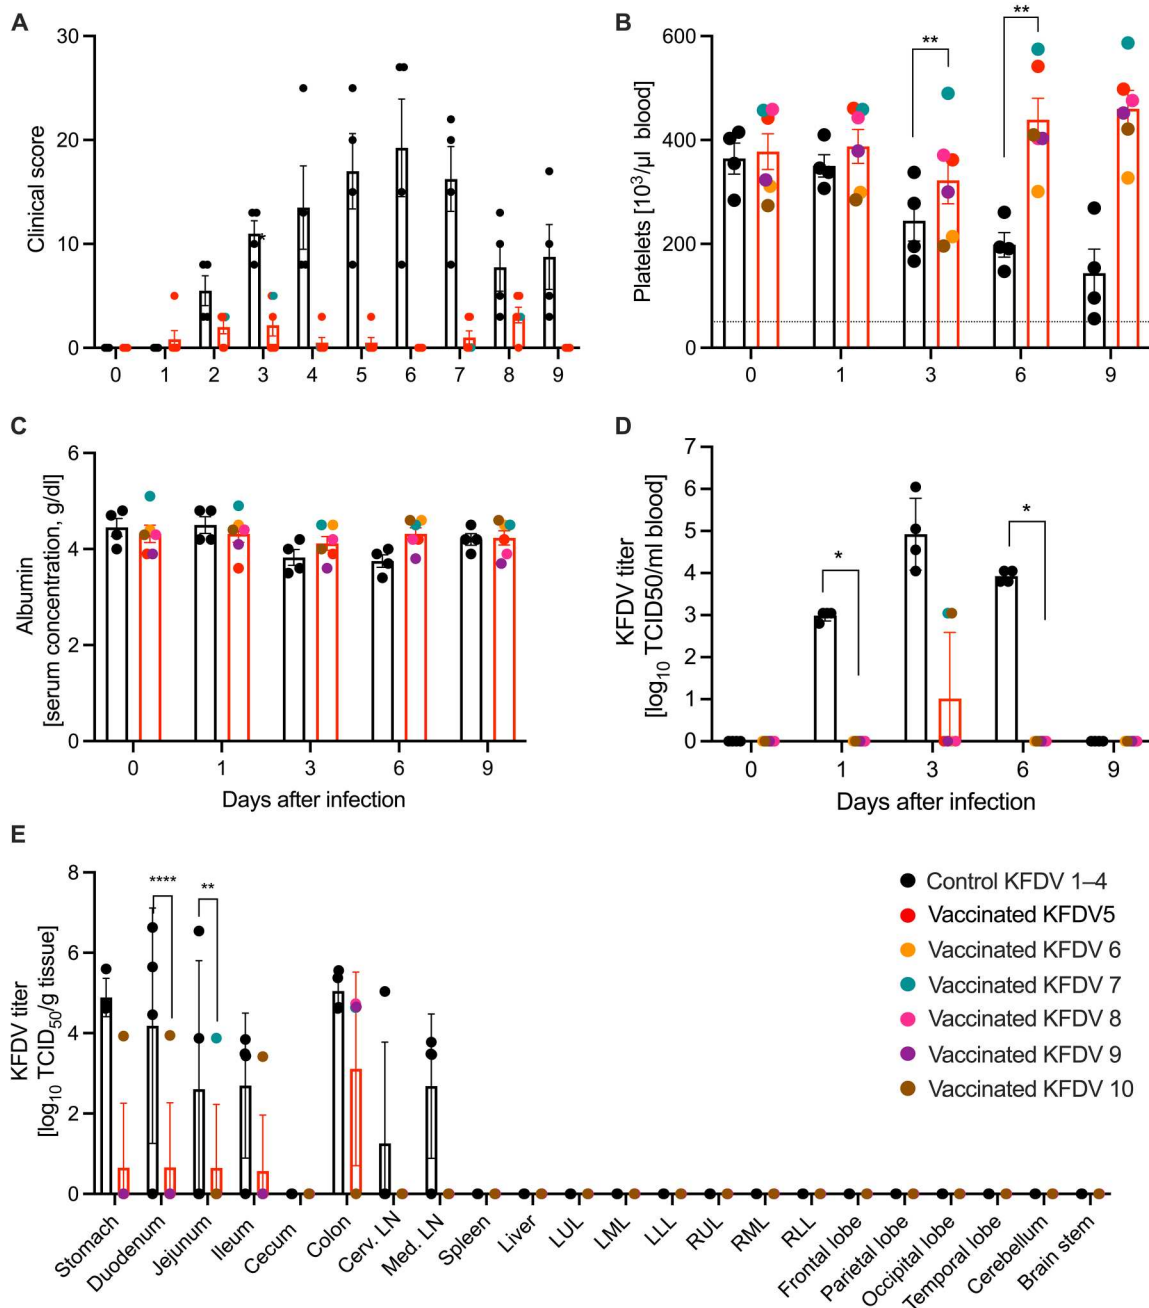 A
30
20
10
0
Clinical score
*
0 1 2 3 4 5 6 7 8 9
B
600
400
200
0
Platelets [10³/µl blood]
**
**
0 1 3 6 9
C
6
4
2
0
Albumin
[serum concentration, g/dl]
0 1 3 6 9
Days after infection
D
7
6
5
4
3
2
1
0
KFDV titer
[log₁₀ TCID50/ml blood]
*
*
0 1 3 6 9
Days after infection
E
8
6
4
2
0
KFDV titer
[log₁₀ TCID₅₀/g tissue]
****
**
Stomach
Duodenum
Jejunum
Ileum
Cecum
Colon
Cerv. LN
Med. LN
Spleen
Liver
LUL
LML
LLL
RUL
RML
RLL
Frontal lobe
Parietal lobe
Occipital lobe
Temporal lobe
Cerebellum
Brain stem
Control KFDV 1–4
Vaccinated KFDV5
Vaccinated KFDV 6
Vaccinated KFDV 7
Vaccinated KFDV 8
Vaccinated KFDV 9
Vaccinated KFDV 10